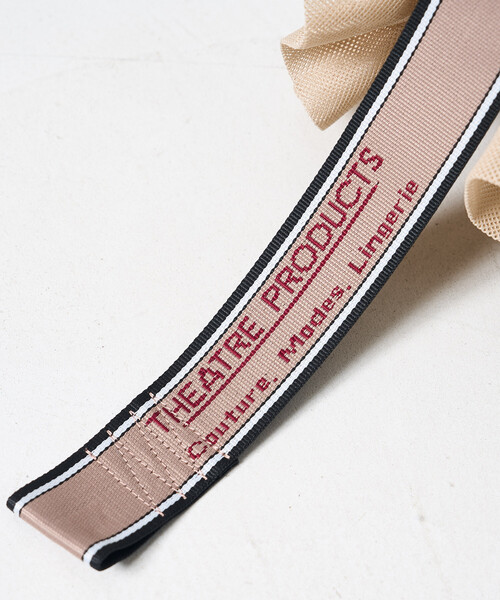 THEATRE PRODUCTS
Couture. Modes. Lingerie